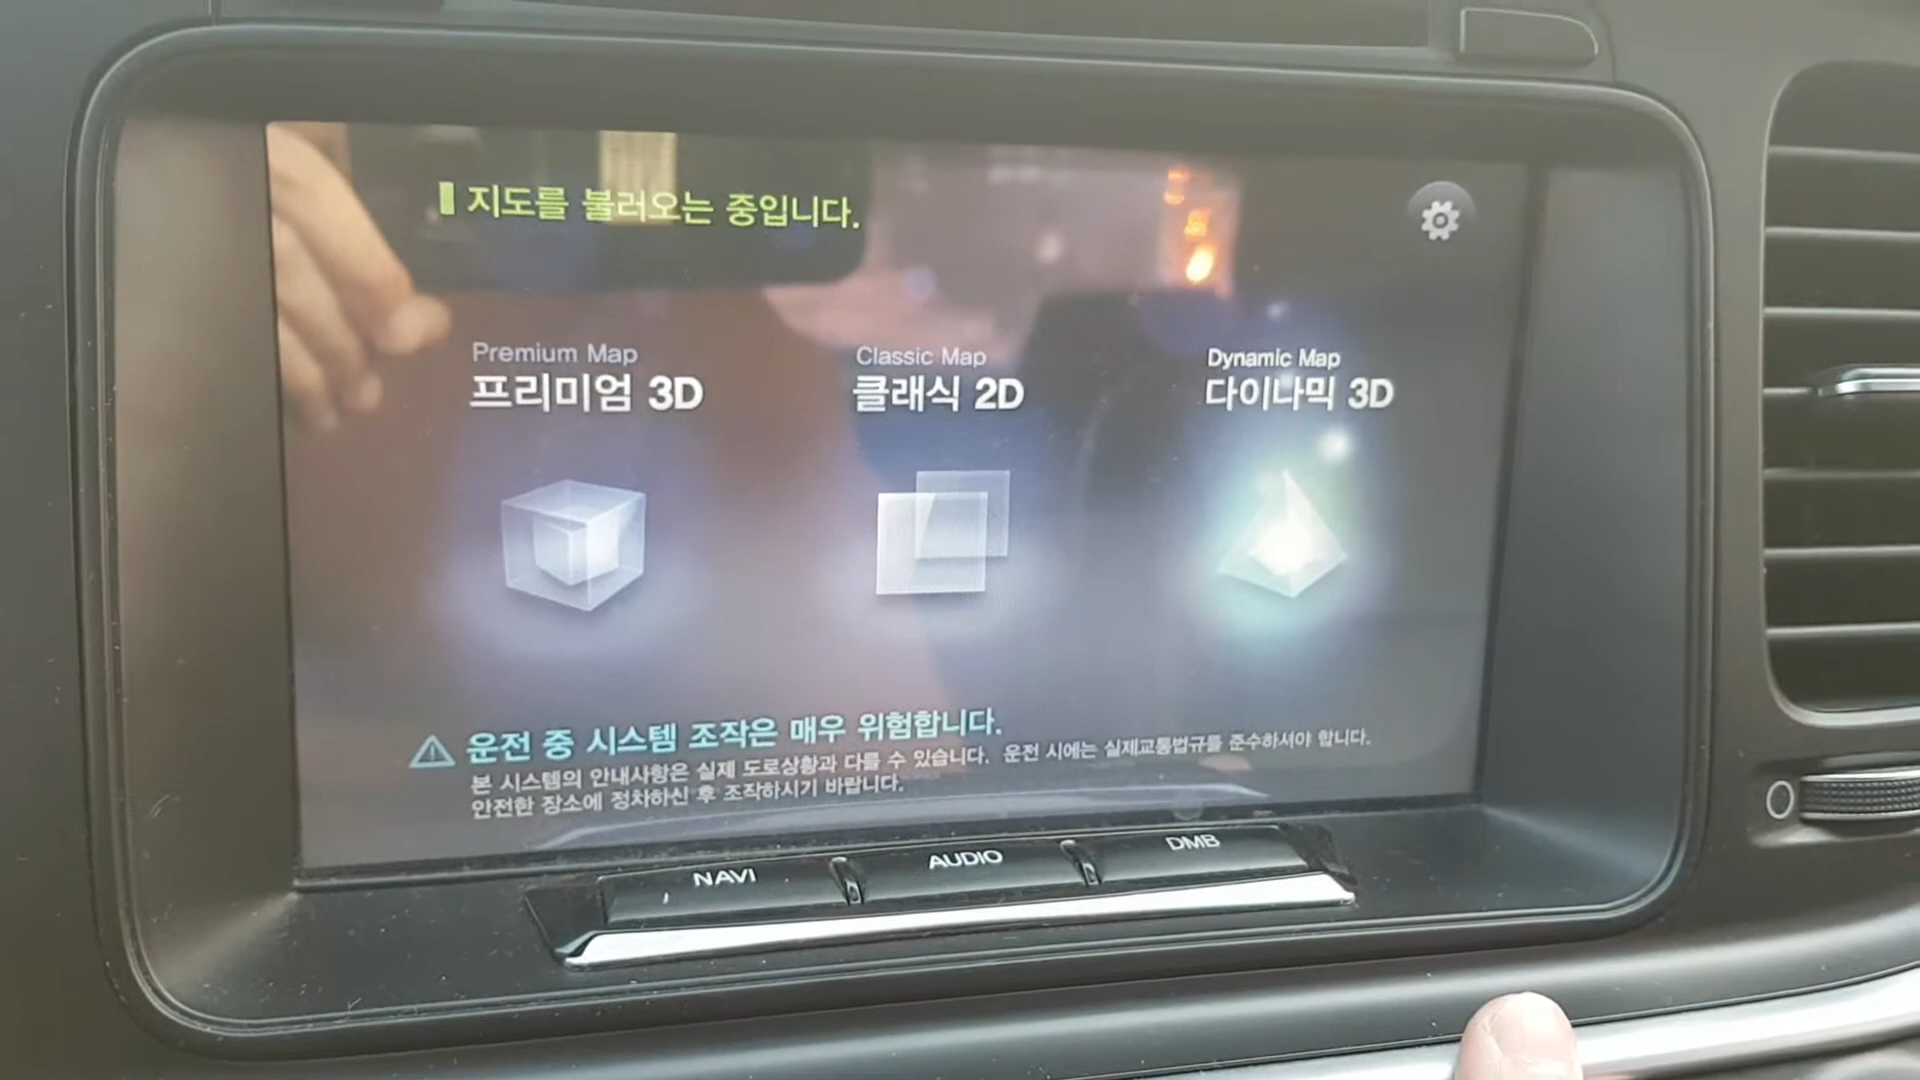 지도를 불러오는 중입니다.
Premium Map
프리미엄 3D
Classic Map
클래식 2D
Dynamic Map
다이나믹 3D
운전 중 시스템 조작은 매우 위험합니다.
본 시스템의 안내사항은 실제 도로상황과 다를 수 있습니다. 운전 시에는 실제교통법규를 준수하셔야 합니다.
안전한 장소에 정차하신 후 조작하시기 바랍니다.
NAVI
AUDIO
DMB